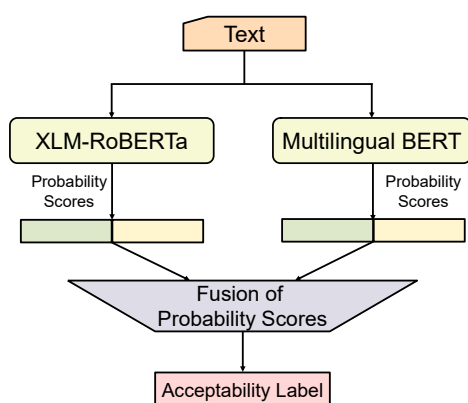 Text
XLM-RoBERTa
Multilingual BERT
Probability
Scores
Probability
Scores
Fusion of
Probability Scores
Acceptability Label